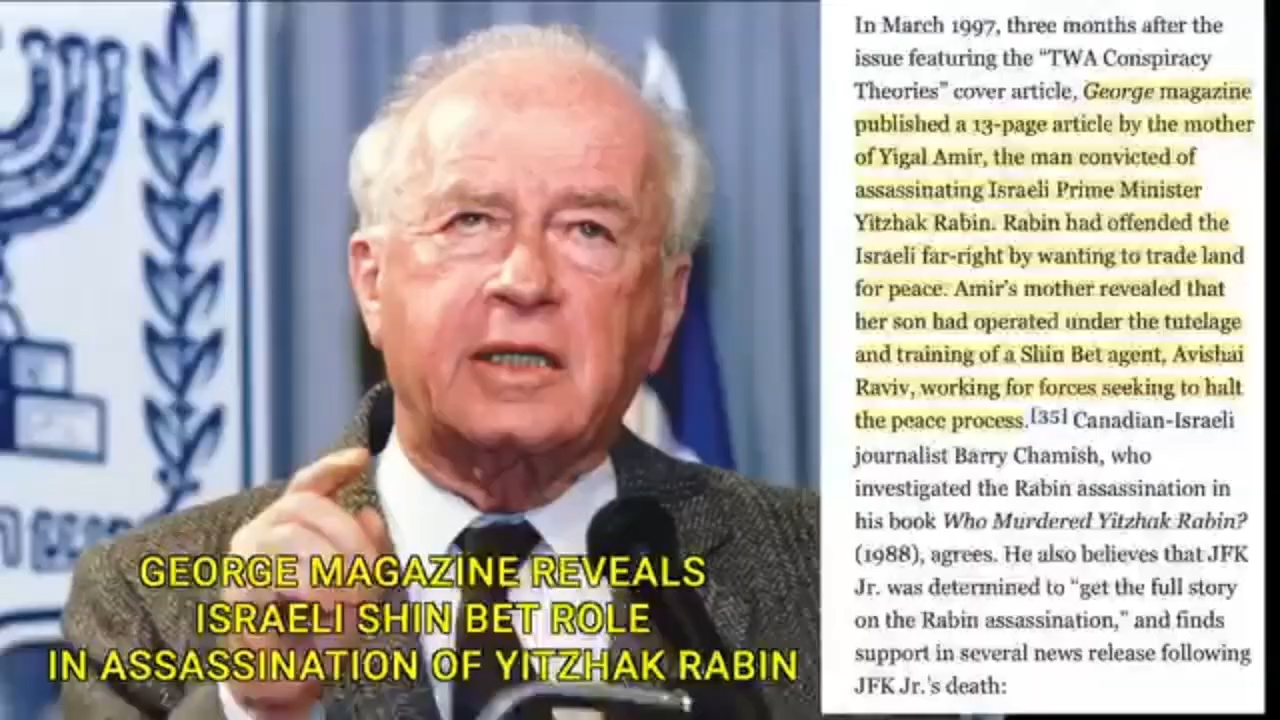 GEORGE MAGAZINE REVEALS
ISRAELI SHIN BET ROLE
IN ASSASSINATION OF YITZHAK RABIN
In March 1997, three months after the
issue featuring the “TWA Conspiracy
Theories” cover article, George magazine
published a 13-page article by the mother
of Yigal Amir, the man convicted of
assassinating Israeli Prime Minister
Yitzhak Rabin. Rabin had offended the
Israeli far-right by wanting to trade land
for peace. Amir’s mother revealed that
her son had operated under the tutelage
and training of a Shin Bet agent, Avishai
Raviv, working for forces seeking to halt
the peace process.[35] Canadian-Israeli
journalist Barry Chamish, who
investigated the Rabin assassination in
his book Who Murdered Yitzhak Rabin?
(1988), agrees. He also believes that JFK
Jr. was determined to “get the full story
on the Rabin assassination,” and finds
support in several news release following
JFK Jr.’s death: